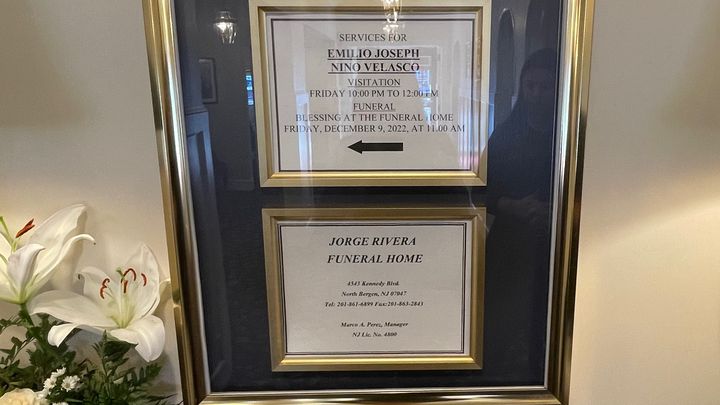 SERVICES FOR
EMILIO JOSEPH
NINO VELASCO
VISITATION
FRIDAY 10:00 PM TO 12:00 PM
FUNERAL
BLESSING AT THE FUNERAL HOME
FRIDAY, DECEMBER 9, 2022, AT 11:00 AM
JORGE RIVERA
FUNERAL HOME
4543 Kennedy Blvd.
North Bergen, NJ 07047
Tel: 201-861-6899 Fax:201-863-2843
Marco A. Perez, Manager
NJ Lic. No. 4800